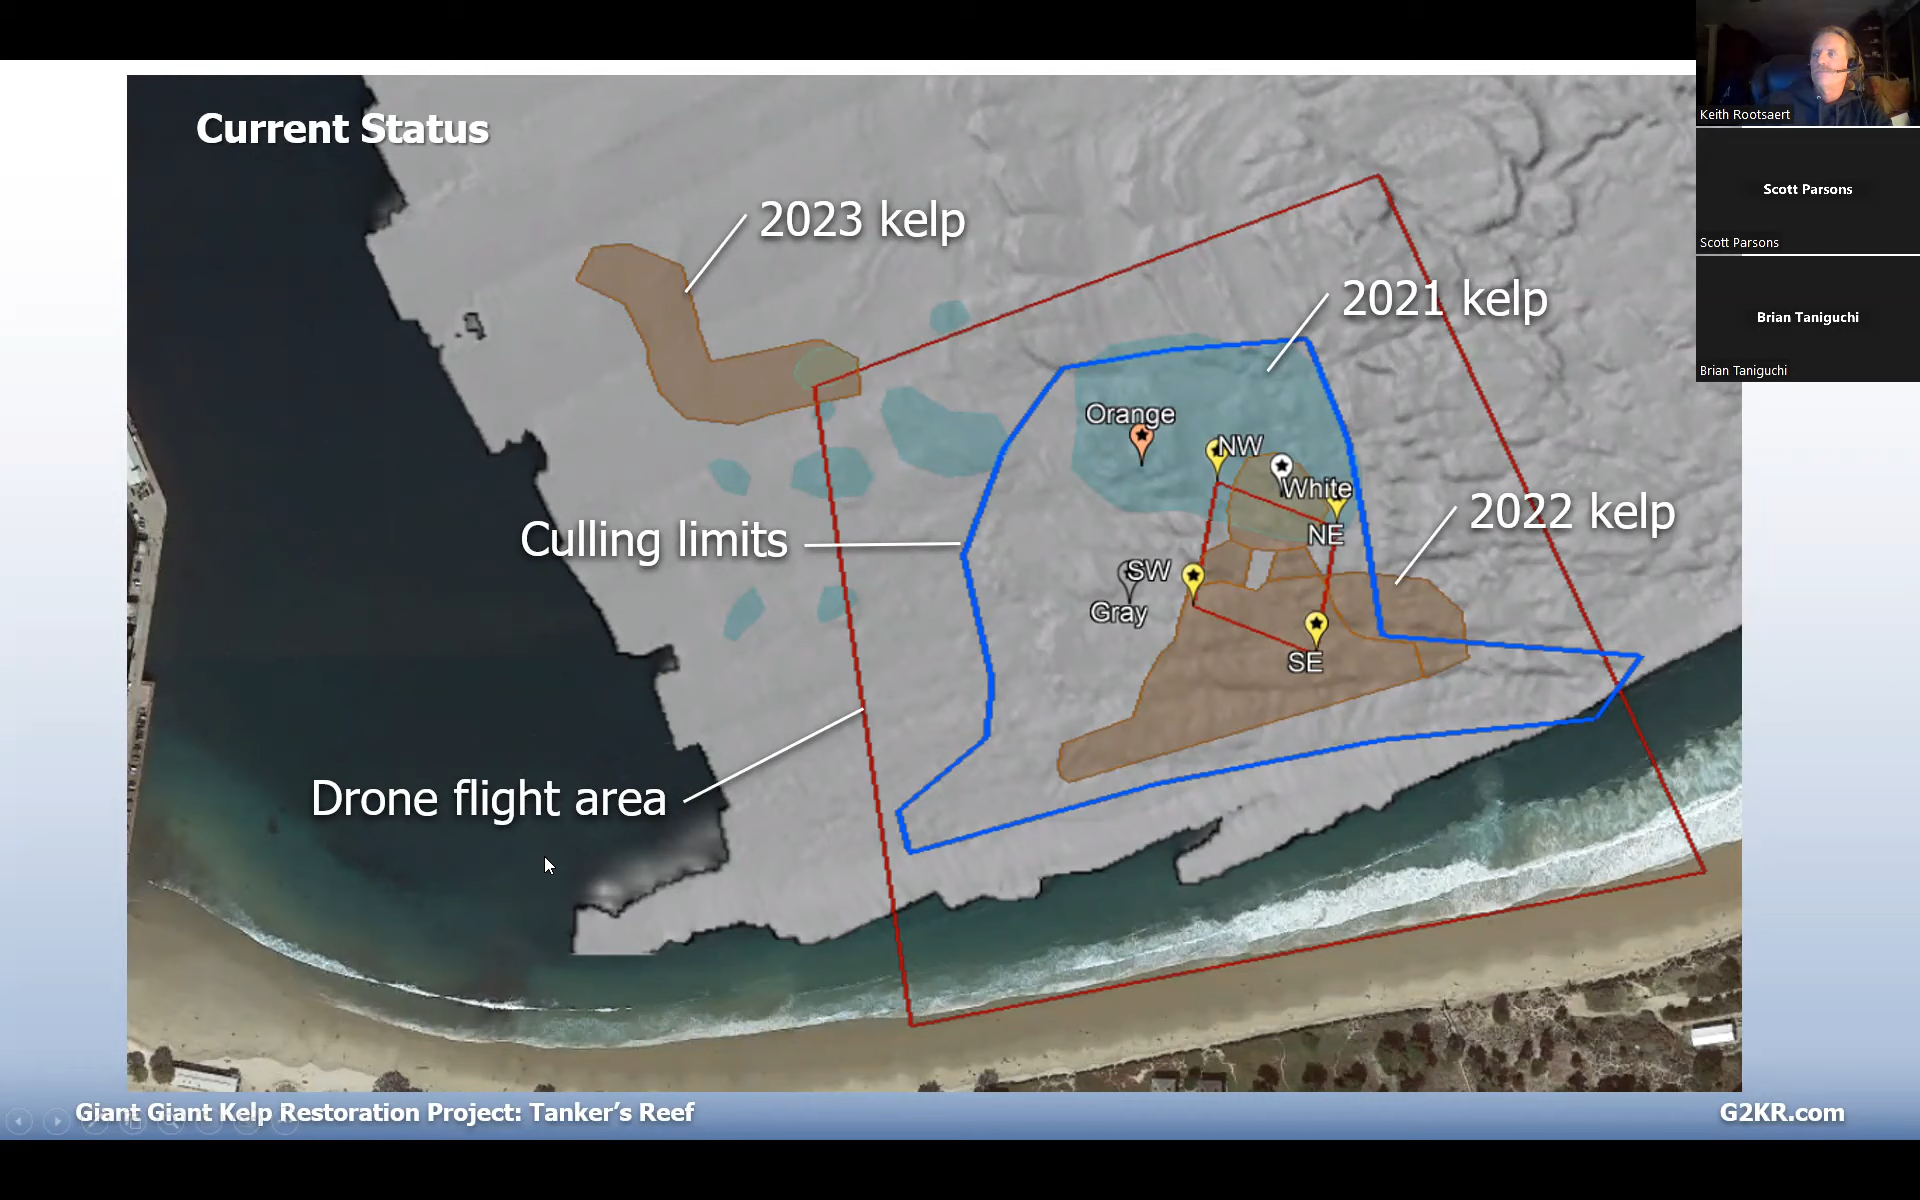 Current Status
2023 kelp
2021 kelp
Orange
NW
White
2022 kelp
NE
Culling limits
SW
Gray
SE
Drone flight area
Giant Giant Kelp Restoration Project: Tanker’s Reef
G2KR.com
Keith Rootsaert
Scott Parsons
Scott Parsons
Brian Taniguchi
Brian Taniguchi